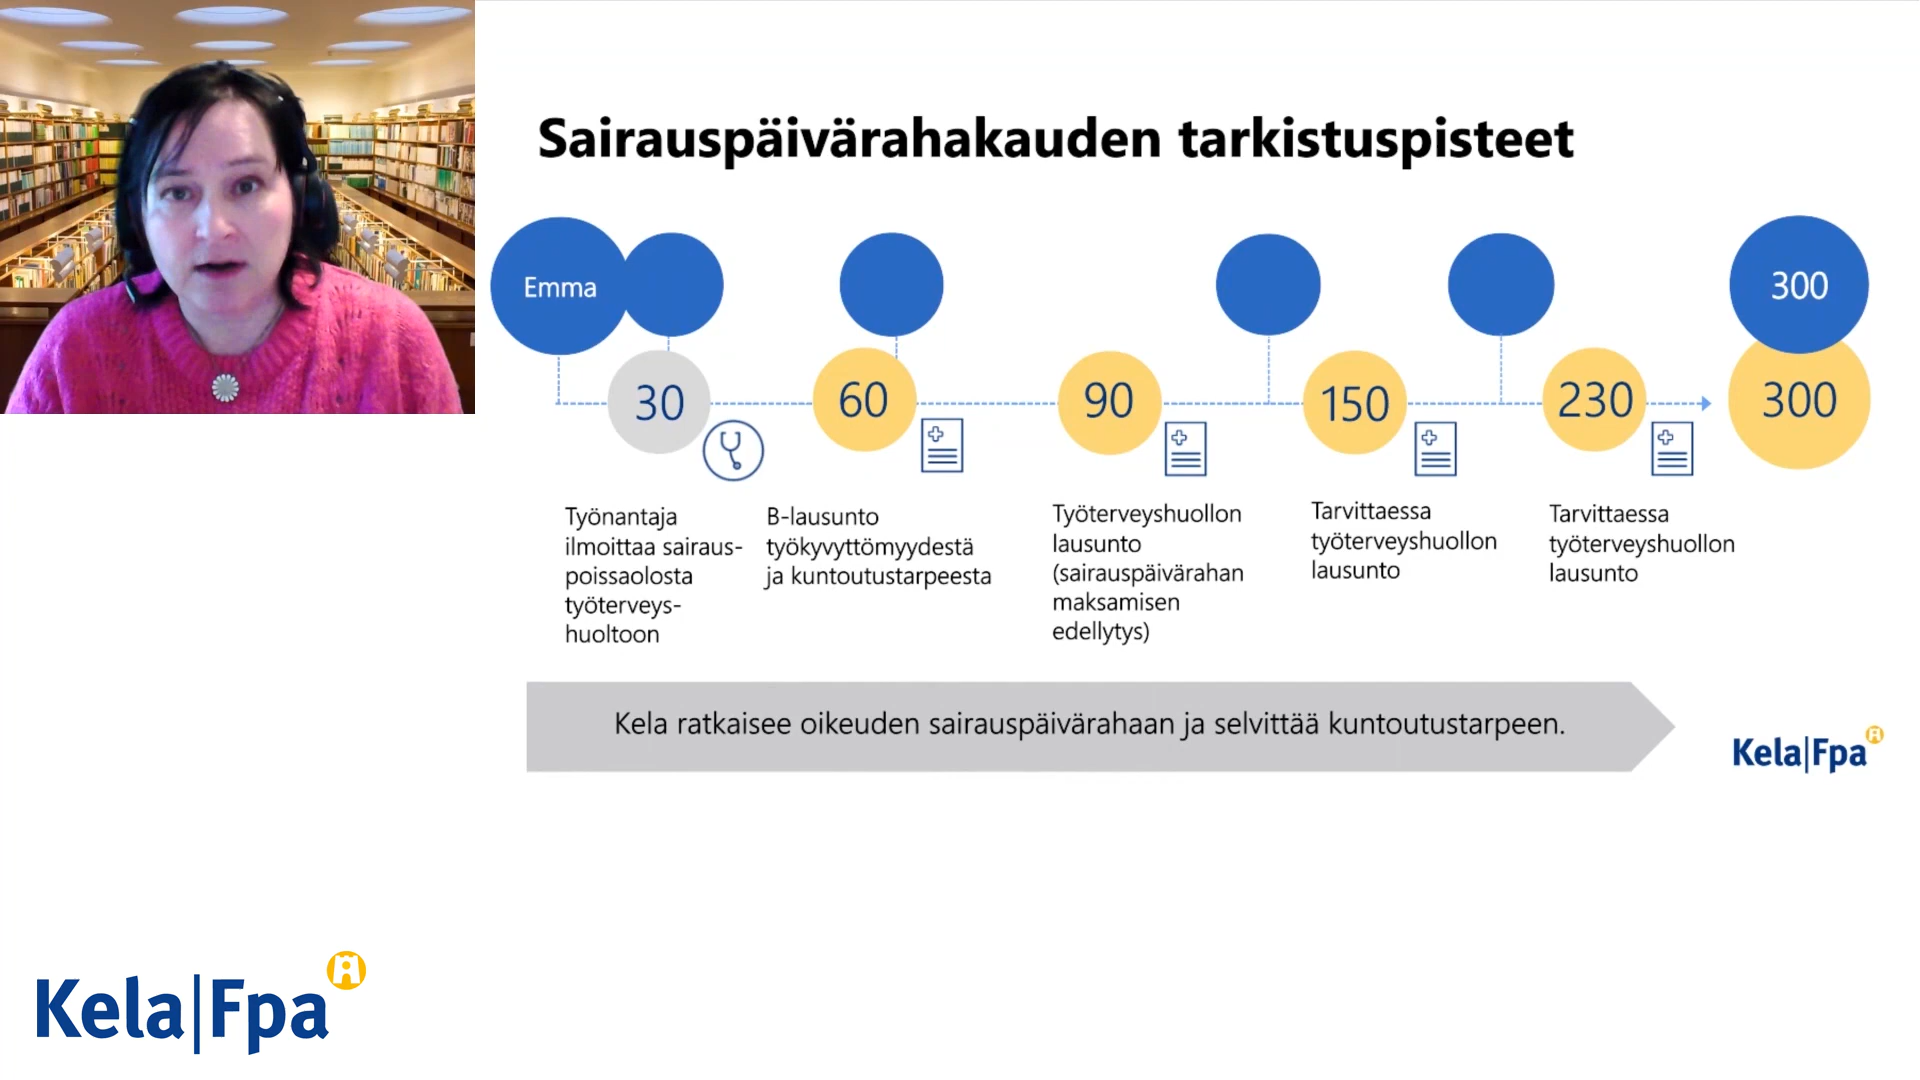 Sairauspäivärahakauden tarkistuspisteet
Emma
300
30
60
90
150
230
300
Työnantaja
ilmoittaa sairaus-
poissaolosta
työterveys-
huoltoon
B-lausunto
työkyvyttömyydestä
ja kuntoutustarpeesta
Työterveyshuollon
lausunto
(sairauspäivärahan
maksamisen
edellytys)
Tarvittaessa
työterveyshuollon
lausunto
Tarvittaessa
työterveyshuollon
lausunto
Kela ratkaisee oikeuden sairauspäivärahaan ja selvittää kuntoutustarpeen.
Kela|Fpa
Kela|Fpa